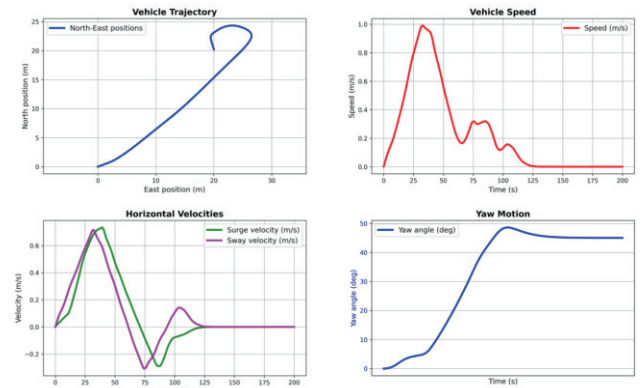 Vehicle Trajectory
25
North-East positions
20
15
10
5
0
North position (m)
0
10
20
30
East position (m)
Vehicle Speed
1.0
Speed (m/s)
0.8
0.6
0.4
0.2
0.0
Speed (m/s)
0
25
50
75
100
125
150
175
200
Time (s)
Horizontal Velocities
Surge velocity (m/s)
Sway velocity (m/s)
0.6
0.4
0.2
0.0
−0.2
Velocity (m/s)
0
25
50
75
100
125
150
175
200
Yaw Motion
50
Yaw angle (deg)
40
30
20
10
0
Yaw angle (deg)
Time (s)